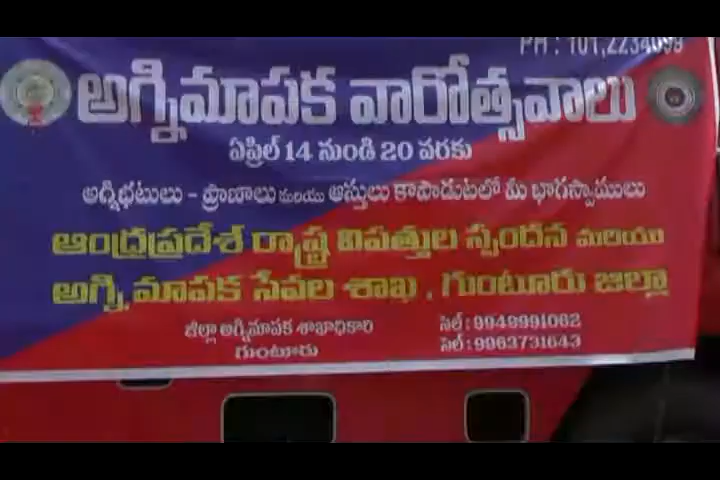 PH : 101,2234099
అగ్నిమాపక వారోత్సవాలు
ఏప్రిల్ 14 నుండి 20 వరకు
అగ్నిభటులు - ప్రాణాలు మరియు ఆస్తులు కాపాడుటలో మీ భాగస్వాములు
ఆంధ్రప్రదేశ్ రాష్ట్ర విపత్తుల స్పందన మరియు
అగ్ని మాపక సేవల శాఖ , గుంటూరు జిల్లా
జిల్లా అగ్నిమాపక శాఖాధికారి
గుంటూరు
సెల్ : 9949991062
సెల్ : 9963731643